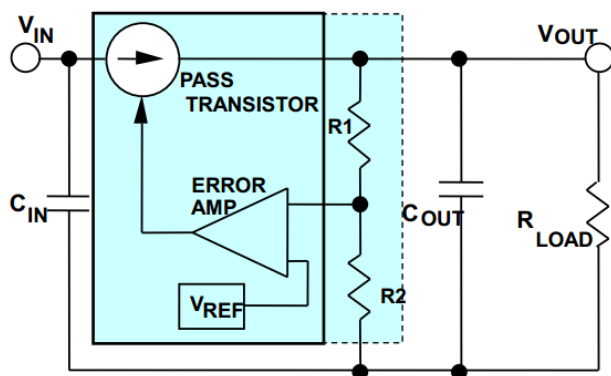 VIN
VOUT
PASS
TRANSISTOR
R1
ERROR
AMP
CIN
COUT
RLOAD
VREF
R2